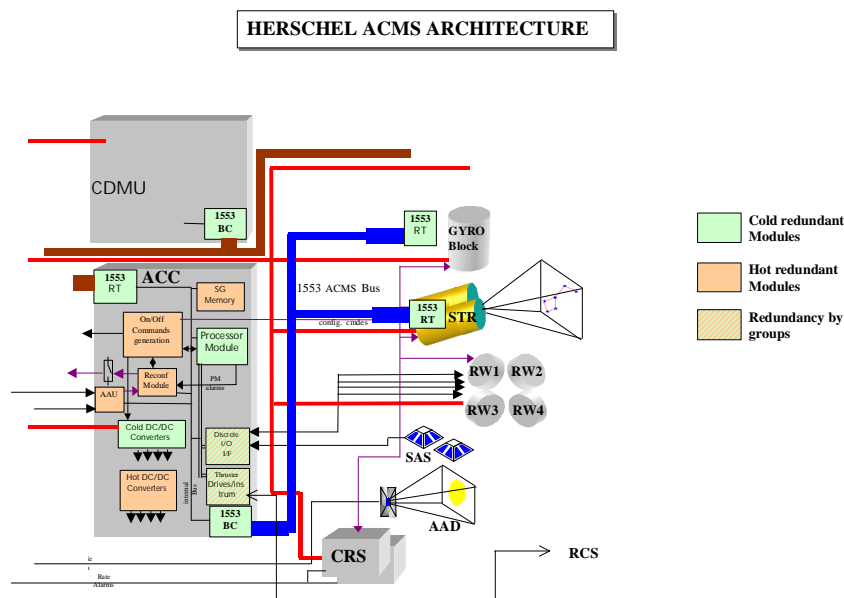 HERSCHEL ACMS ARCHITECTURE
CDMU
1553
BC
1553
RT
GYRO
Block
Cold redundant
Modules
Hot redundant
Modules
Redundancy by
groups
1553
RT
ACC
SG
Memory
1553 ACMS Bus
config. cmdes
1553
RT
STR
On/Off
Commands
generation
Processor
Module
Reconf
Module
PM
alarms
AAU
RW1
RW2
RW3
RW4
Cold DC/DC
Converters
Discrete
I/O
I/F
SAS
Hot DC/DC
Converters
internal
Bus
Thruster
Drives/ins
trum
AAD
1553
BC
CRS
RCS
Rate
Alarms